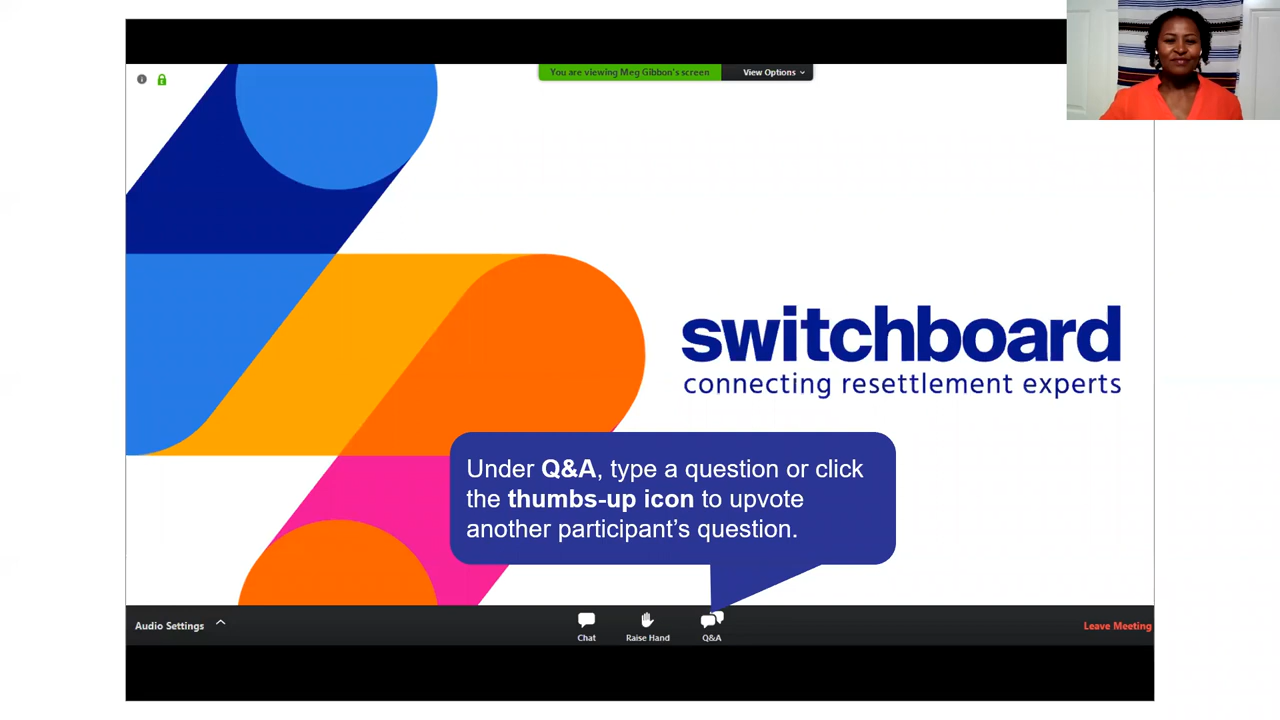 You are viewing Meg Gibbon's screen
View Options
switchboard
connecting resettlement experts
Under Q&A, type a question or click
the thumbs-up icon to upvote
another participant’s question.
Audio Settings
Chat
Raise Hand
Q&A
Leave Meeting